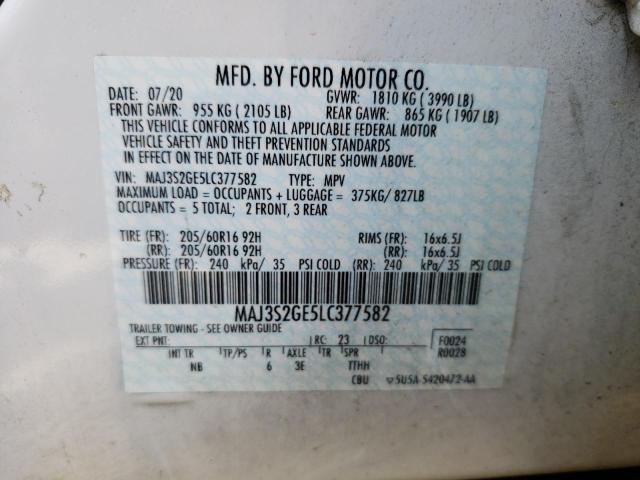 MFD. BY FORD MOTOR CO.
DATE: 07/20 GVWR: 1810 KG ( 3990 LB)
FRONT GAWR: 955 KG ( 2105 LB) REAR GAWR: 865 KG ( 1907 LB)
THIS VEHICLE CONFORMS TO ALL APPLICABLE FEDERAL MOTOR
VEHICLE SAFETY AND THEFT PREVENTION STANDARDS
IN EFFECT ON THE DATE OF MANUFACTURE SHOWN ABOVE.
VIN: MAJ3S2GE5LC377582 TYPE: MPV
MAXIMUM LOAD = OCCUPANTS + LUGGAGE = 375KG/ 827LB
OCCUPANTS = 5 TOTAL; 2 FRONT, 3 REAR
TIRE (FR): 205/60R16 92H RIMS (FR): 16x6.5J
(RR): 205/60R16 92H (RR): 16x6.5J
PRESSURE (FR): 240 kPa/ 35 PSI COLD (RR): 240 kPa/ 35 PSI COLD
MAJ3S2GE5LC377582
TRAILER TOWING - SEE OWNER GUIDE
EXT PNT: RC: 23 DSO: F0024
INT TR TP/PS R AXLE TR SPR R0028
NB 6 3E TTHH
CBU 5U5A-5420472-AA